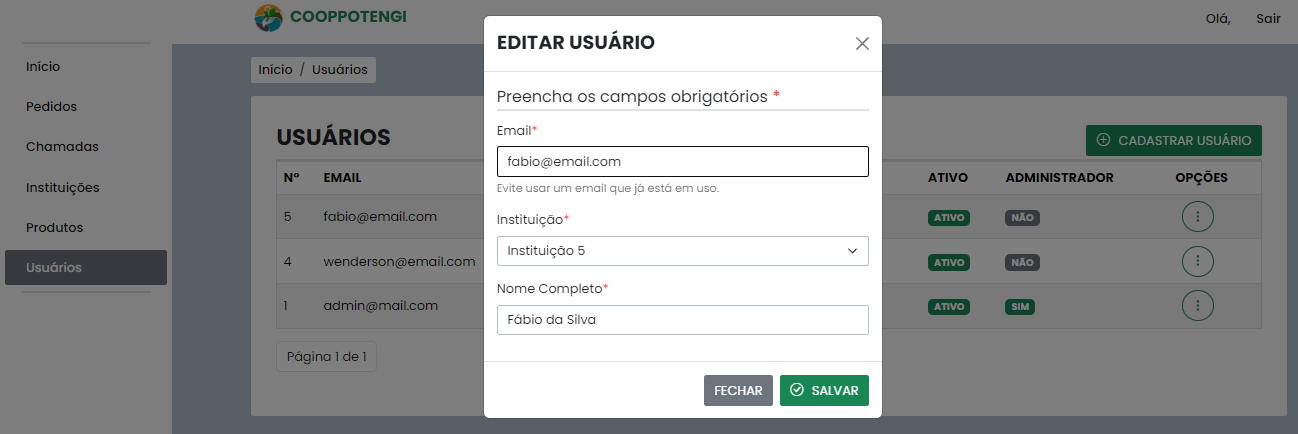 COOPPOTENGI
Olá,
Sair
Início
Pedidos
Chamadas
Instituições
Produtos
Usuários
Início / Usuários
USUÁRIOS
CADASTRAR USUÁRIO
Nº EMAIL ATIVO ADMINISTRADOR OPÇÕES
5 fabio@email.com ATIVO NÃO
4 wenderson@email.com ATIVO NÃO
1 admin@mail.com ATIVO SIM
Página 1 de 1
EDITAR USUÁRIO
Preencha os campos obrigatórios *
Email*
fabio@email.com
Evite usar um email que já está em uso.
Instituição*
Instituição 5
Nome Completo*
Fábio da Silva
FECHAR
SALVAR